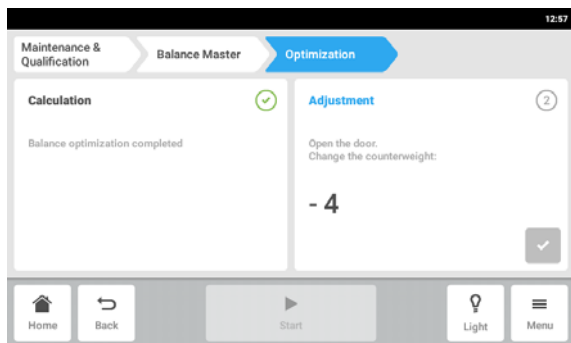 12:57
Maintenance &
Qualification
Balance Master
Optimization
Calculation
Adjustment
2
Balance optimization completed
Open the door.
Change the counterweight:
- 4
Home
Back
Start
Light
Menu